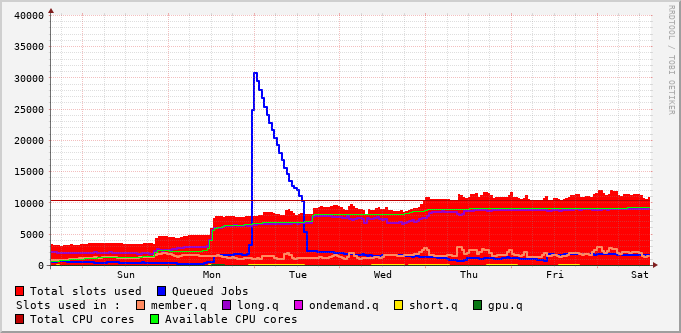 RRDTOOL / TOBI OETIKER
40000
35000
30000
25000
20000
15000
10000
5000
0
Sun Mon Tue Wed Thu Fri Sat
Total slots used Queued Jobs
Slots used in : member.q long.q ondemand.q short.q gpu.q
Total CPU cores Available CPU cores